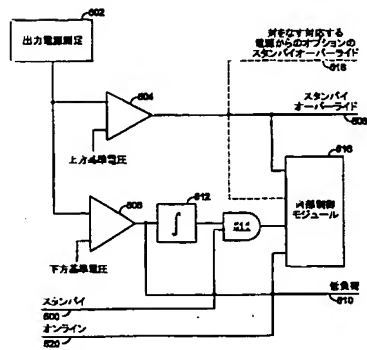 602
出力電源測定
対をなす対応する
電源からのオプションの
スタンバイオーバーライド
618
604
スタンバイ
オーバーライド
上方基準電圧
616
内部制御
モジュール
612
∫
下方基準電圧
低負荷
610
スタンバイ
600
オンライン
620